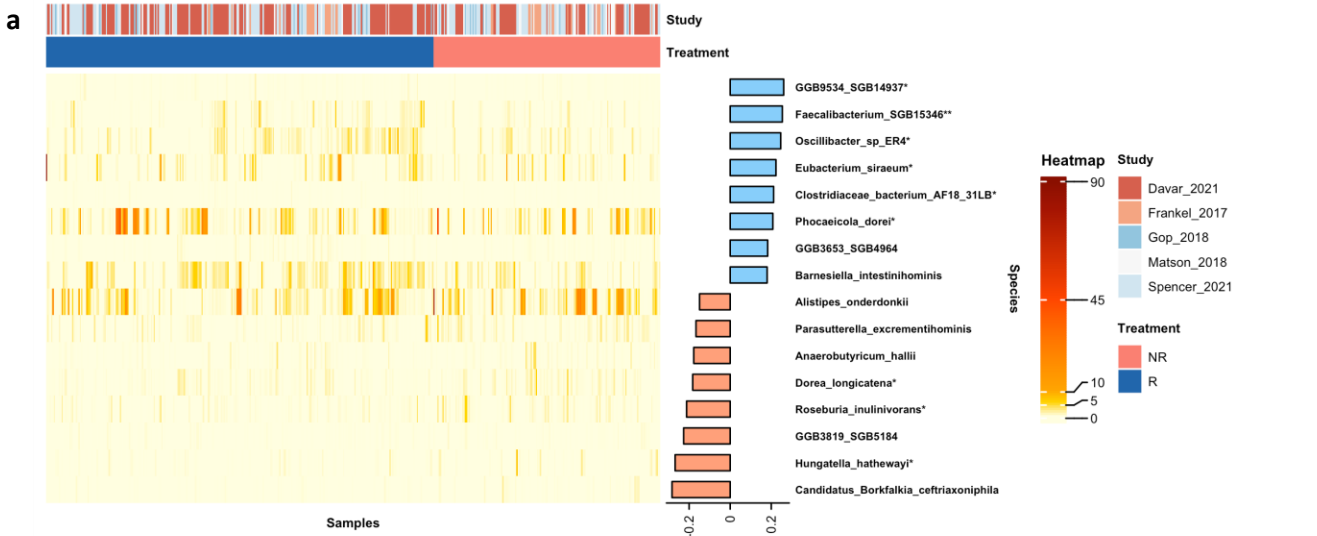 a
Study
Treatment
GGB9534_SGB14937*
Faecalibacterium_SGB15346**
Oscillibacter_sp_ER4*
Eubacterium_siraeum*
Clostridiaceae_bacterium_AF18_31LB*
Phocaeicola_dorei*
GGB3653_SGB4964
Barnesiella_intestinihominis
Alistipes_onderdonkii
Parasutterella_excrementihominis
Anaerobutyricum_hallii
Dorea_longicatena*
Roseburia_inulinivorans*
GGB3819_SGB5184
Hungatella_hathewayi*
Candidatus_Borkfalkia_ceftriaxoniphila
-0.2
0
0.2
Samples
Species
Heatmap
90
45
10
5
0
Study
Davar_2021
Frankel_2017
Gop_2018
Matson_2018
Spencer_2021
Treatment
NR
R